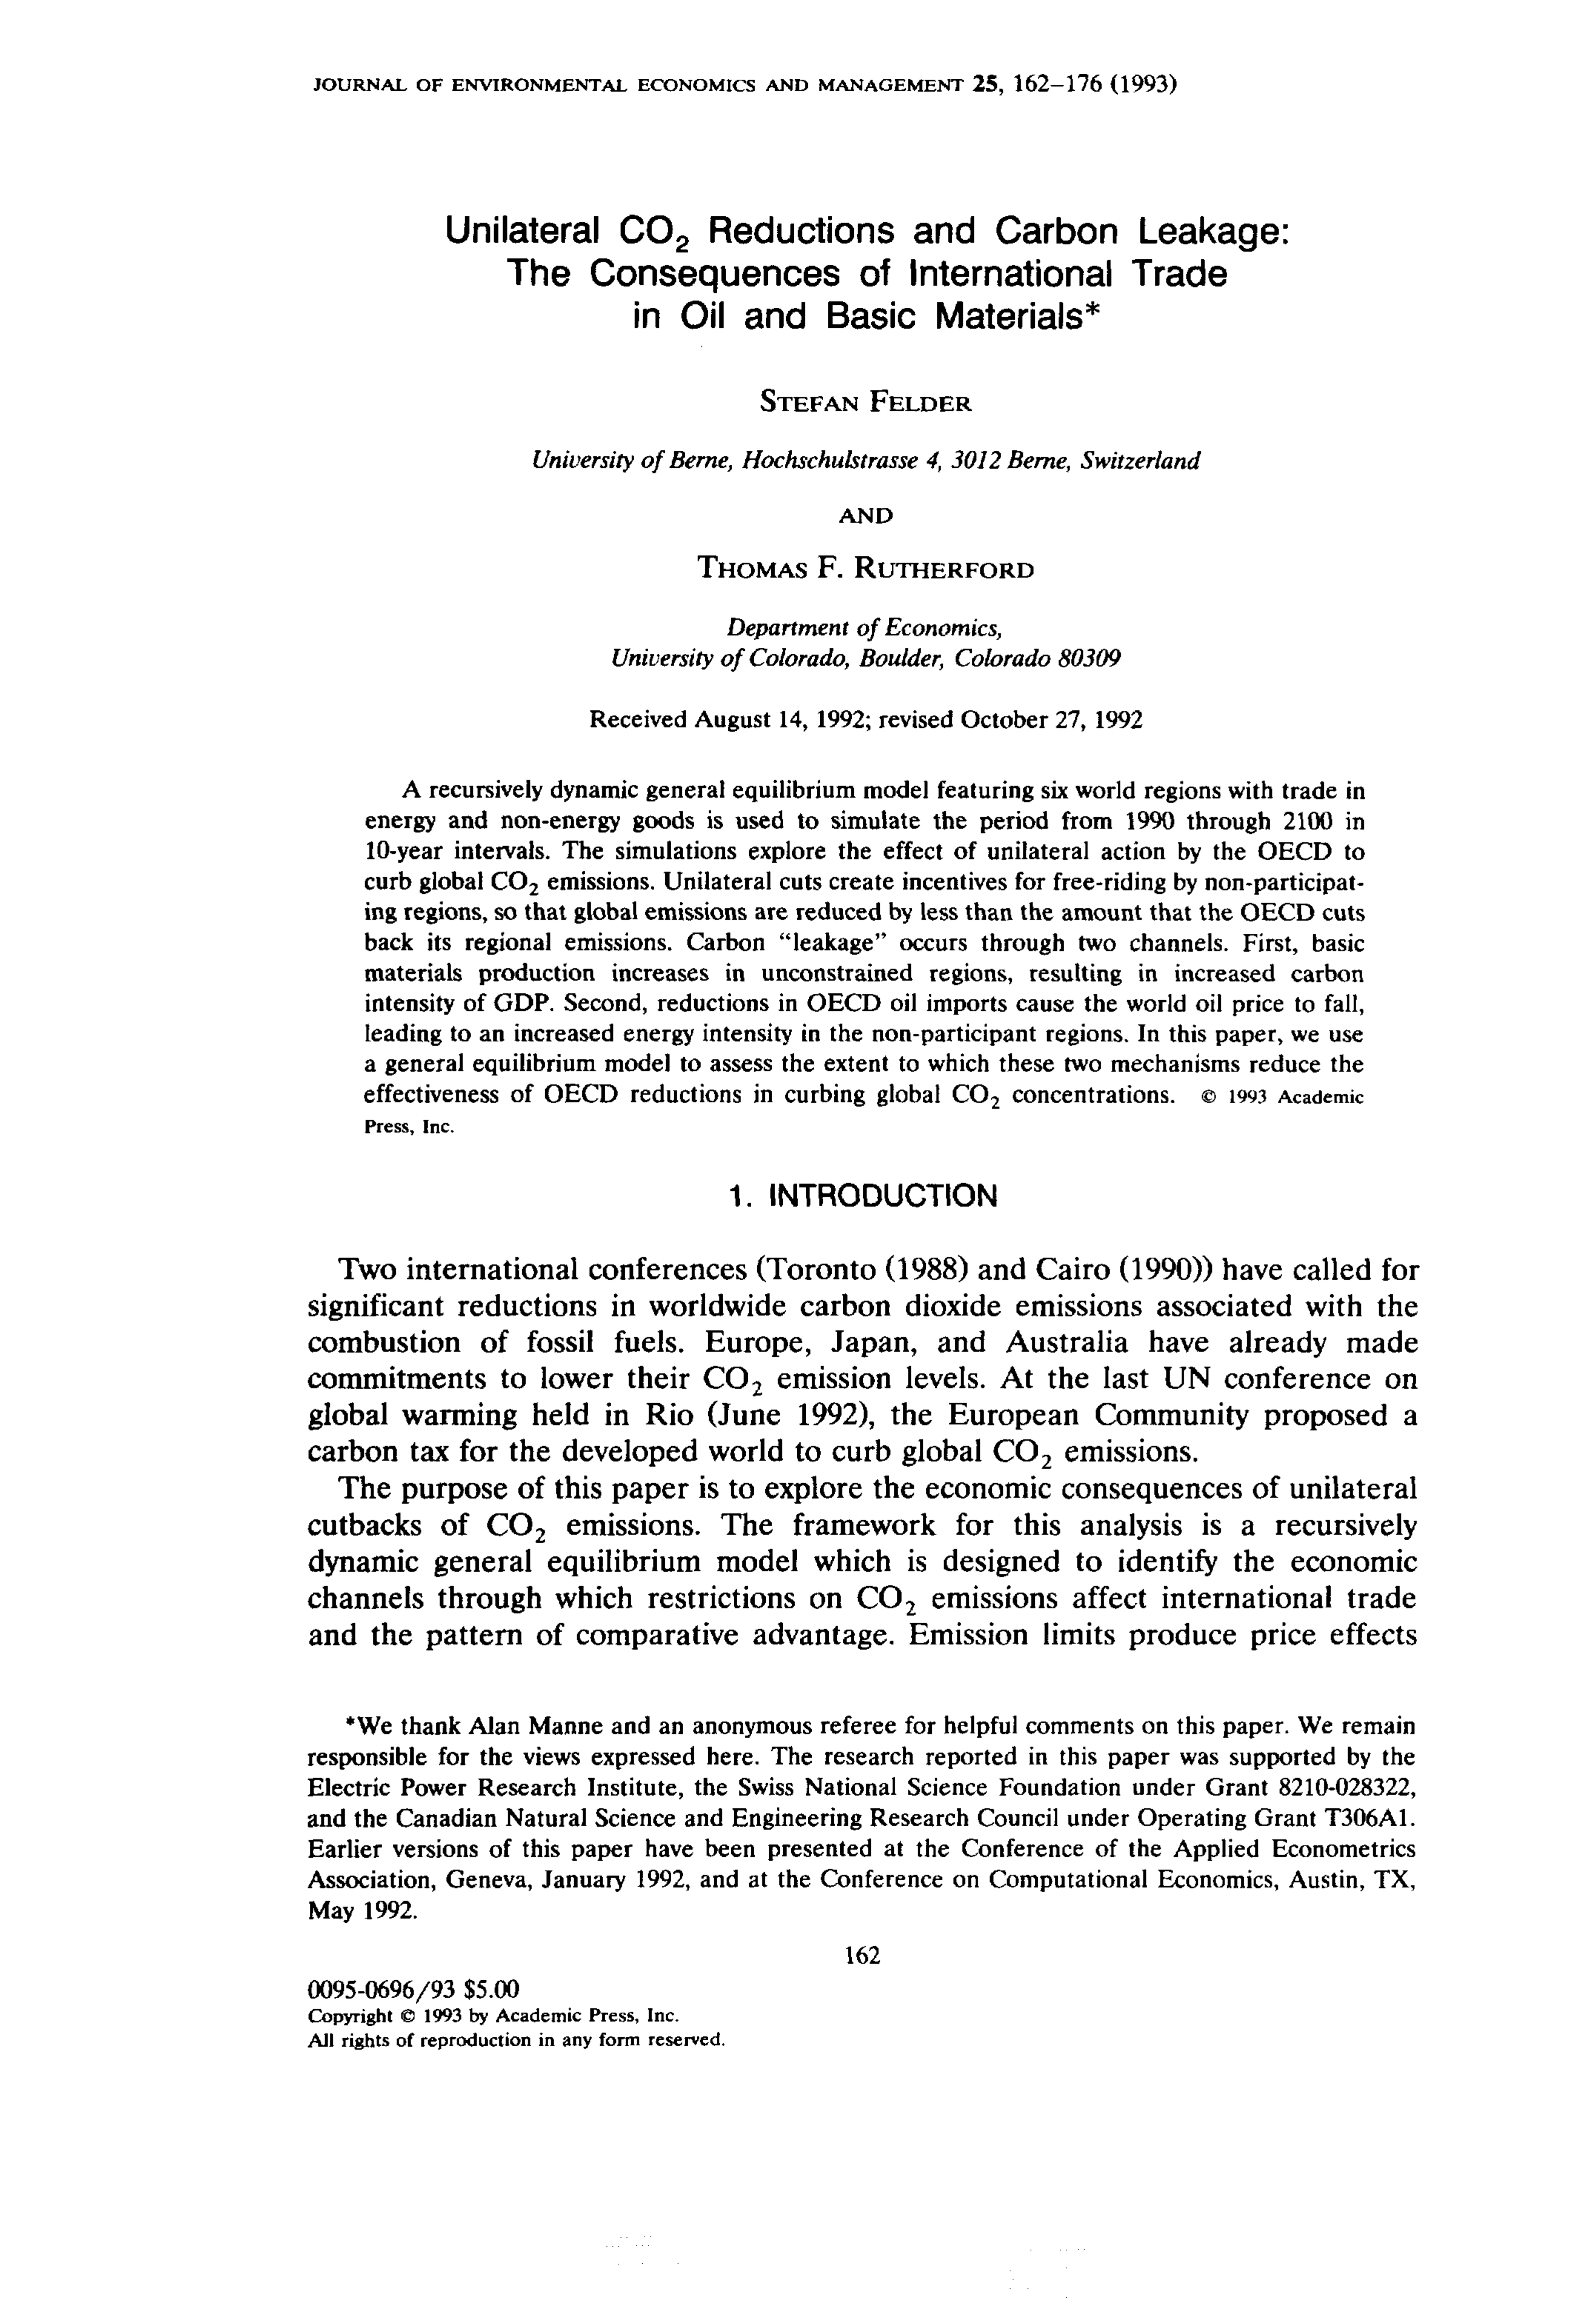 JOURNAL OF ENVIRONMENTAL ECONOMICS AND MANAGEMENT 25, 162–176 (1993)
Unilateral CO₂ Reductions and Carbon Leakage:
The Consequences of International Trade
in Oil and Basic Materials*
STEFAN FELDER
University of Berne, Hochschulstrasse 4, 3012 Berne, Switzerland
AND
THOMAS F. RUTHERFORD
Department of Economics,
University of Colorado, Boulder, Colorado 80309
Received August 14, 1992; revised October 27, 1992
A recursively dynamic general equilibrium model featuring six world regions with trade in
energy and non-energy goods is used to simulate the period from 1990 through 2100 in
10-year intervals. The simulations explore the effect of unilateral action by the OECD to
curb global CO₂ emissions. Unilateral cuts create incentives for free-riding by non-participat-
ing regions, so that global emissions are reduced by less than the amount that the OECD cuts
back its regional emissions. Carbon “leakage” occurs through two channels. First, basic
materials production increases in unconstrained regions, resulting in increased carbon
intensity of GDP. Second, reductions in OECD oil imports cause the world oil price to fall,
leading to an increased energy intensity in the non-participant regions. In this paper, we use
a general equilibrium model to assess the extent to which these two mechanisms reduce the
effectiveness of OECD reductions in curbing global CO₂ concentrations. © 1993 Academic
Press, Inc.
1. INTRODUCTION
Two international conferences (Toronto (1988) and Cairo (1990)) have called for
significant reductions in worldwide carbon dioxide emissions associated with the
combustion of fossil fuels. Europe, Japan, and Australia have already made
commitments to lower their CO₂ emission levels. At the last UN conference on
global warming held in Rio (June 1992), the European Community proposed a
carbon tax for the developed world to curb global CO₂ emissions.
The purpose of this paper is to explore the economic consequences of unilateral
cutbacks of CO₂ emissions. The framework for this analysis is a recursively
dynamic general equilibrium model which is designed to identify the economic
channels through which restrictions on CO₂ emissions affect international trade
and the pattern of comparative advantage. Emission limits produce price effects
*We thank Alan Manne and an anonymous referee for helpful comments on this paper. We remain
responsible for the views expressed here. The research reported in this paper was supported by the
Electric Power Research Institute, the Swiss National Science Foundation under Grant 8210-028322,
and the Canadian Natural Science and Engineering Research Council under Operating Grant T306A1.
Earlier versions of this paper have been presented at the Conference of the Applied Econometrics
Association, Geneva, January 1992, and at the Conference on Computational Economics, Austin, TX,
May 1992.
162
0095-0696/93 $5.00
Copyright © 1993 by Academic Press, Inc.
All rights of reproduction in any form reserved.